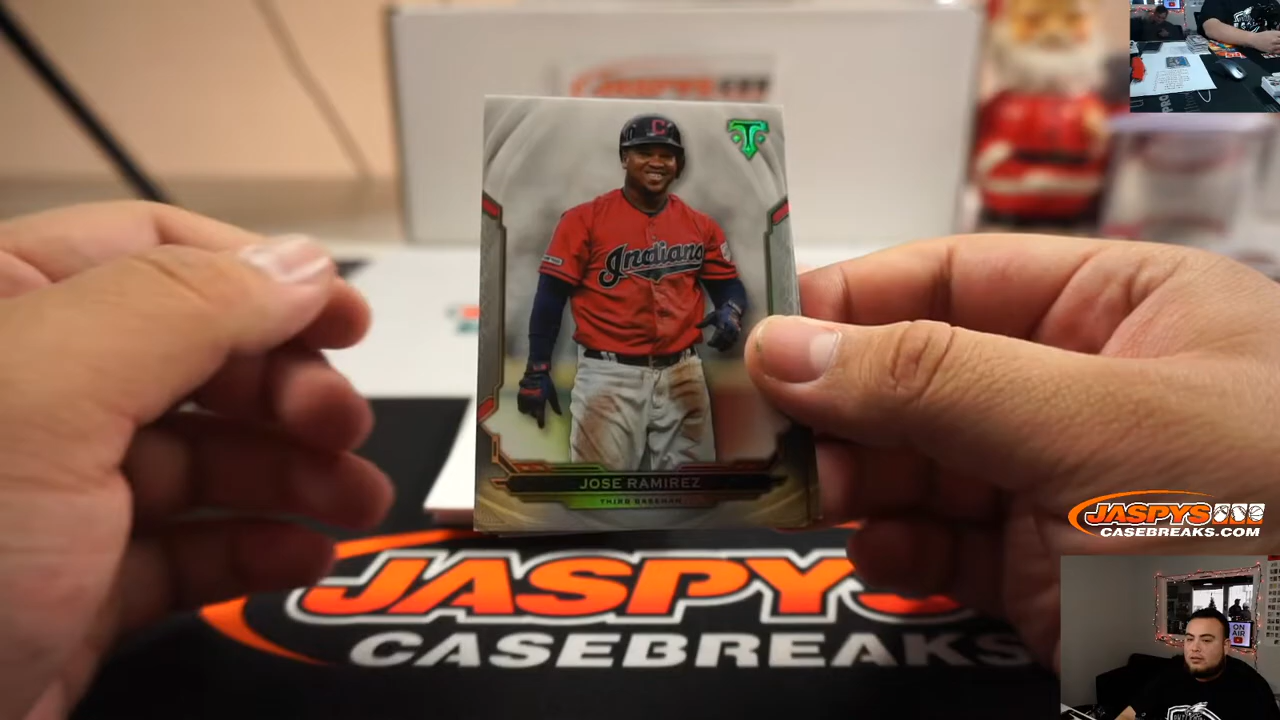 Indians
JOSE RAMIREZ
THIRD BASEMAN
JASPYS
CASEBREAKS
JASPYS
CASEBREAKS.COM
ON
AIR